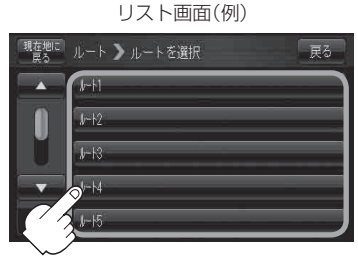 リスト画面(例)
現在地に
戻る
ルート ❯ ルートを選択
戻る
▲
ﾙｰﾄ1
ﾙｰﾄ2
ﾙｰﾄ3
ﾙｰﾄ4
▼
ﾙｰﾄ5